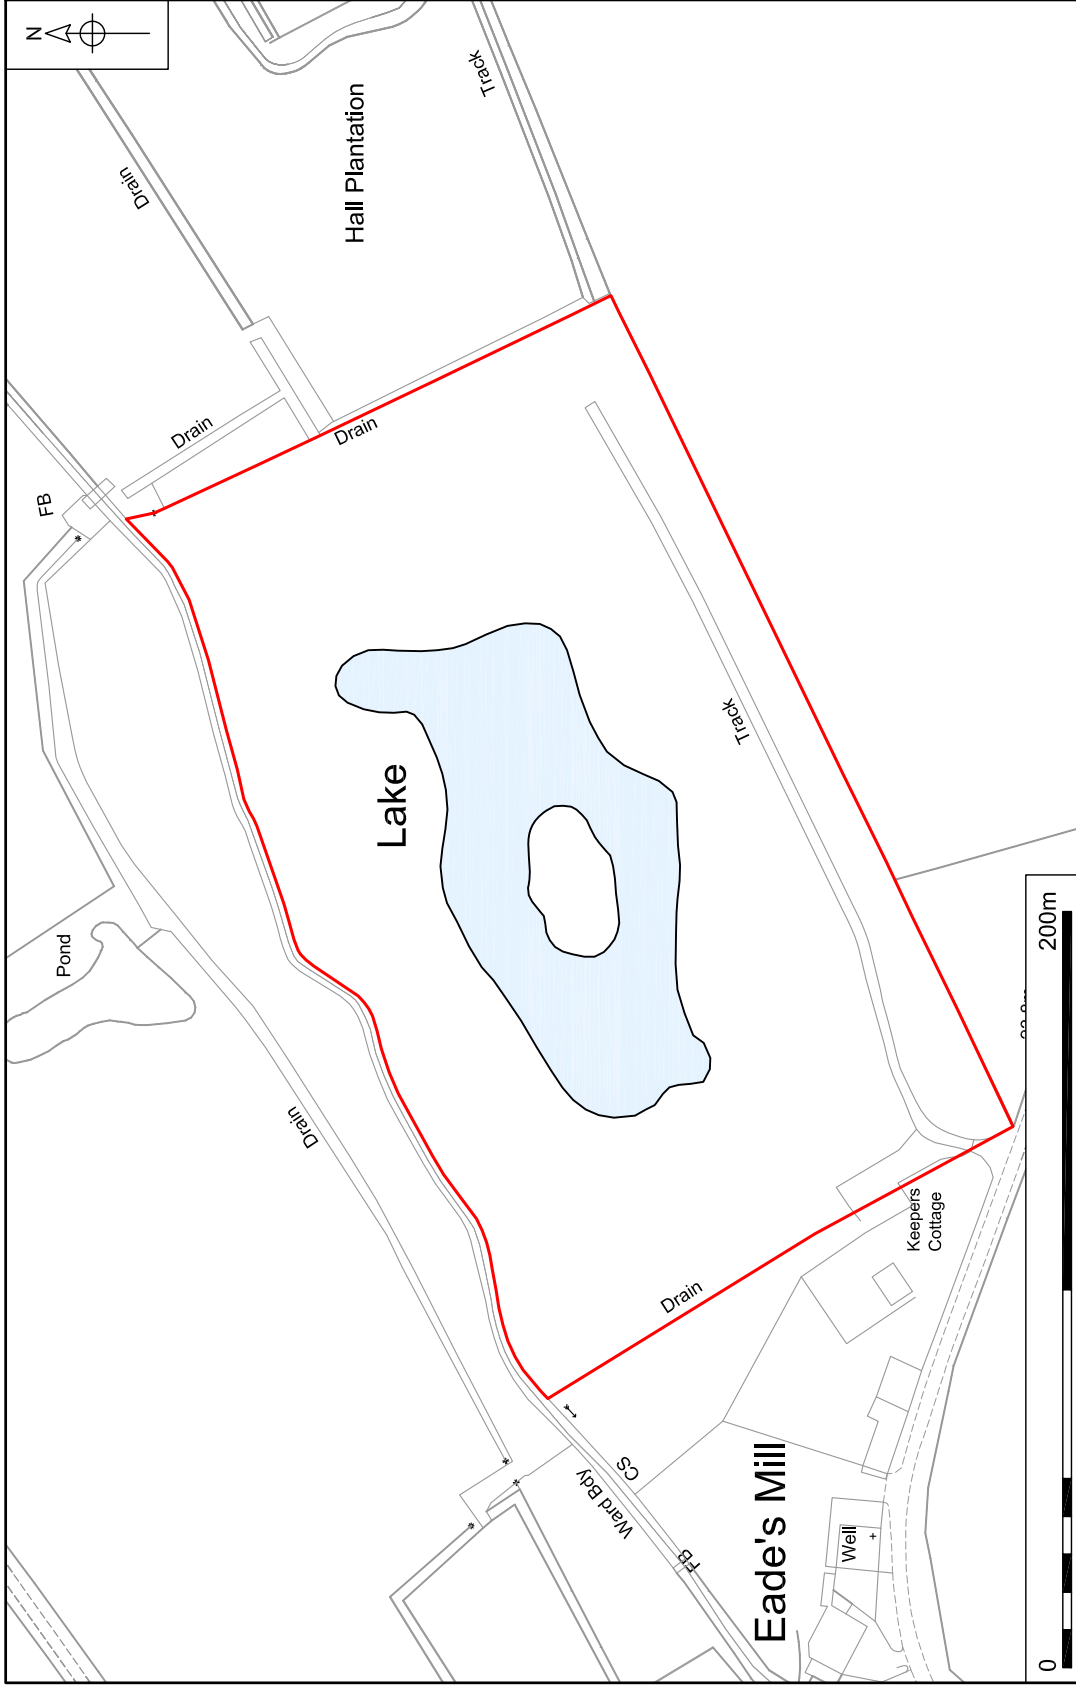 N
Drain
Hall Plantation
Track
FB
Drain
Drain
Lake
Track
Pond
Drain
Drain
Keepers
Cottage
CS
Ward Bdy
FB
Well
Eade's Mill
0
200m